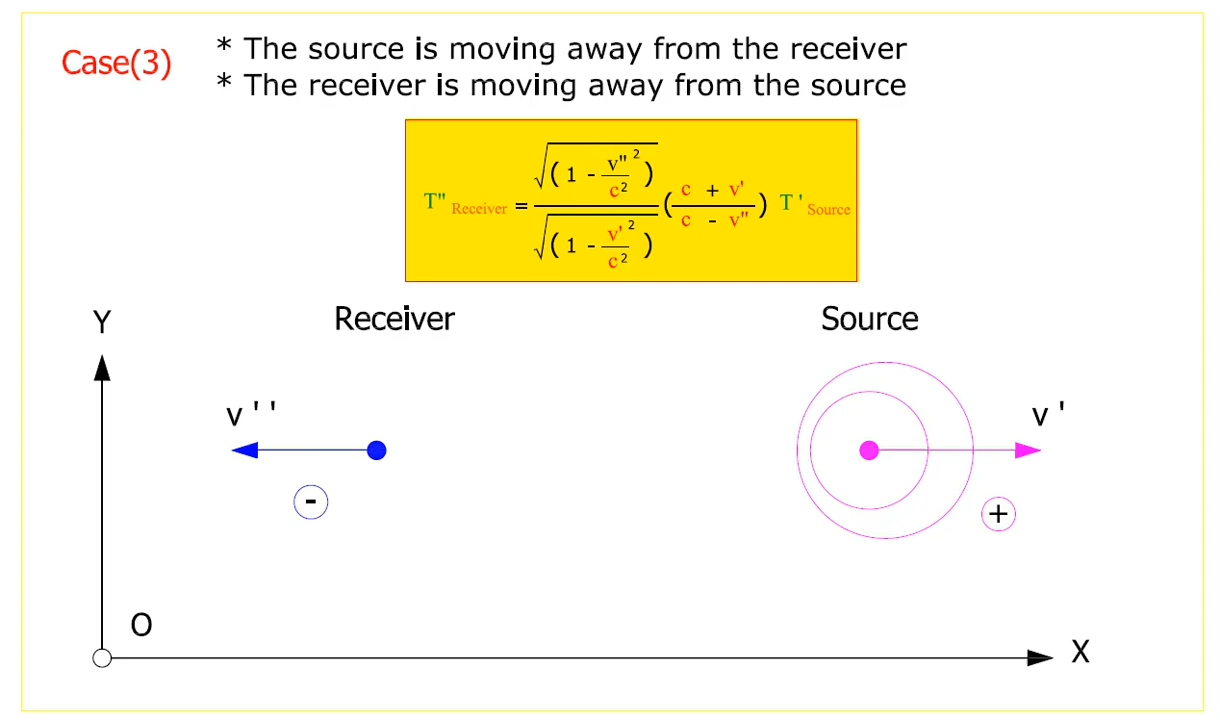 Case(3)
* The source is moving away from the receiver
* The receiver is moving away from the source
T" Receiver = √(1 - v"²/c²) / √(1 - v'²/c²) (c + v' / c - v") T' Source
Receiver
Source
Y
v ' '
v '
-
+
O
X